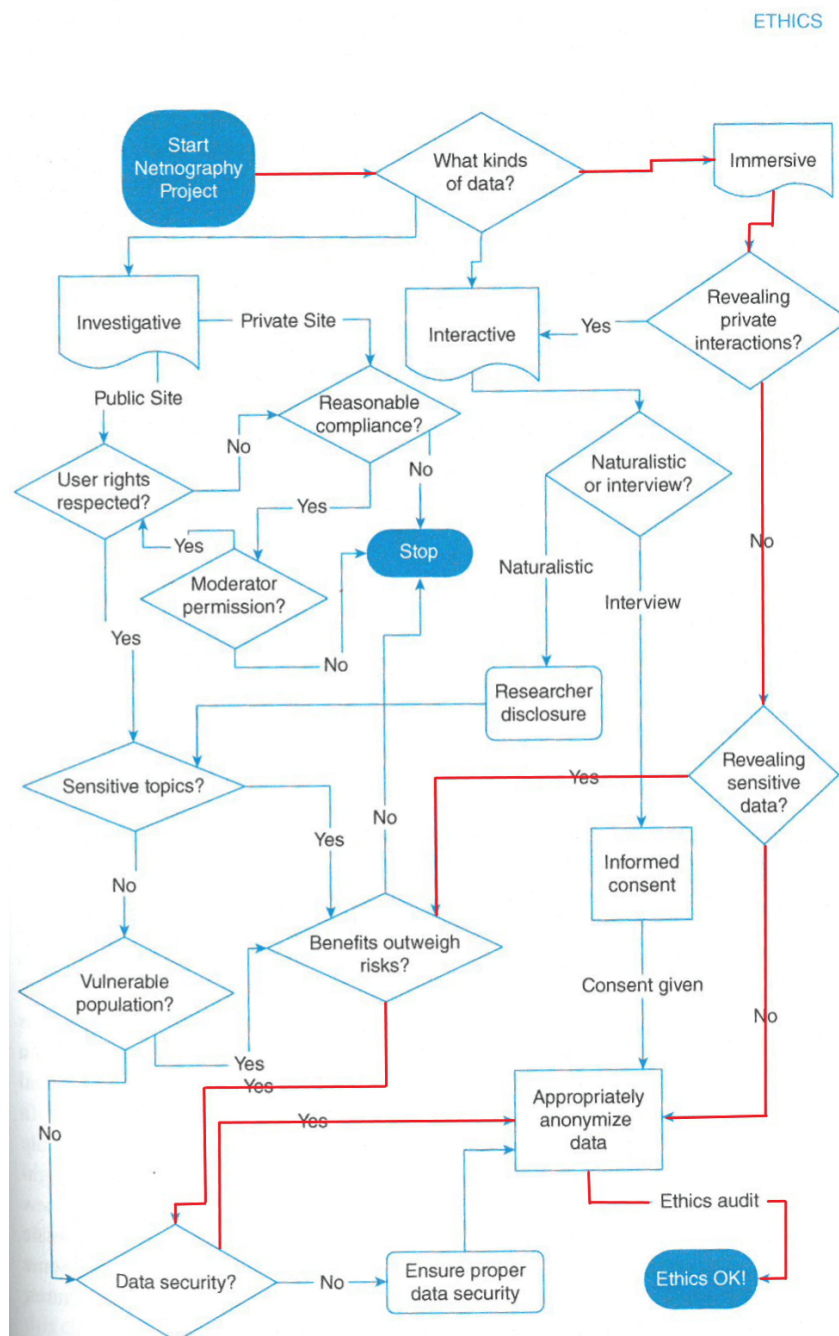 ETHICS
Start
Netnography
Project
What kinds
of data?
Immersive
Investigative
Private Site
Interactive
Yes
Revealing
private
interactions?
Public Site
Reasonable
compliance?
No
No
User rights
respected?
Naturalistic
or interview?
Yes
Yes
Stop
No
Moderator
permission?
Naturalistic
Interview
Yes
No
Researcher
disclosure
Sensitive topics?
Yes
Revealing
sensitive
data?
No
Yes
Informed
consent
No
Benefits outweigh
risks?
Vulnerable
population?
Consent given
No
Yes
Yes
Appropriately
anonymize
data
Yes
No
Ethics audit
Data security?
No
Ensure proper
data security
Ethics OK!